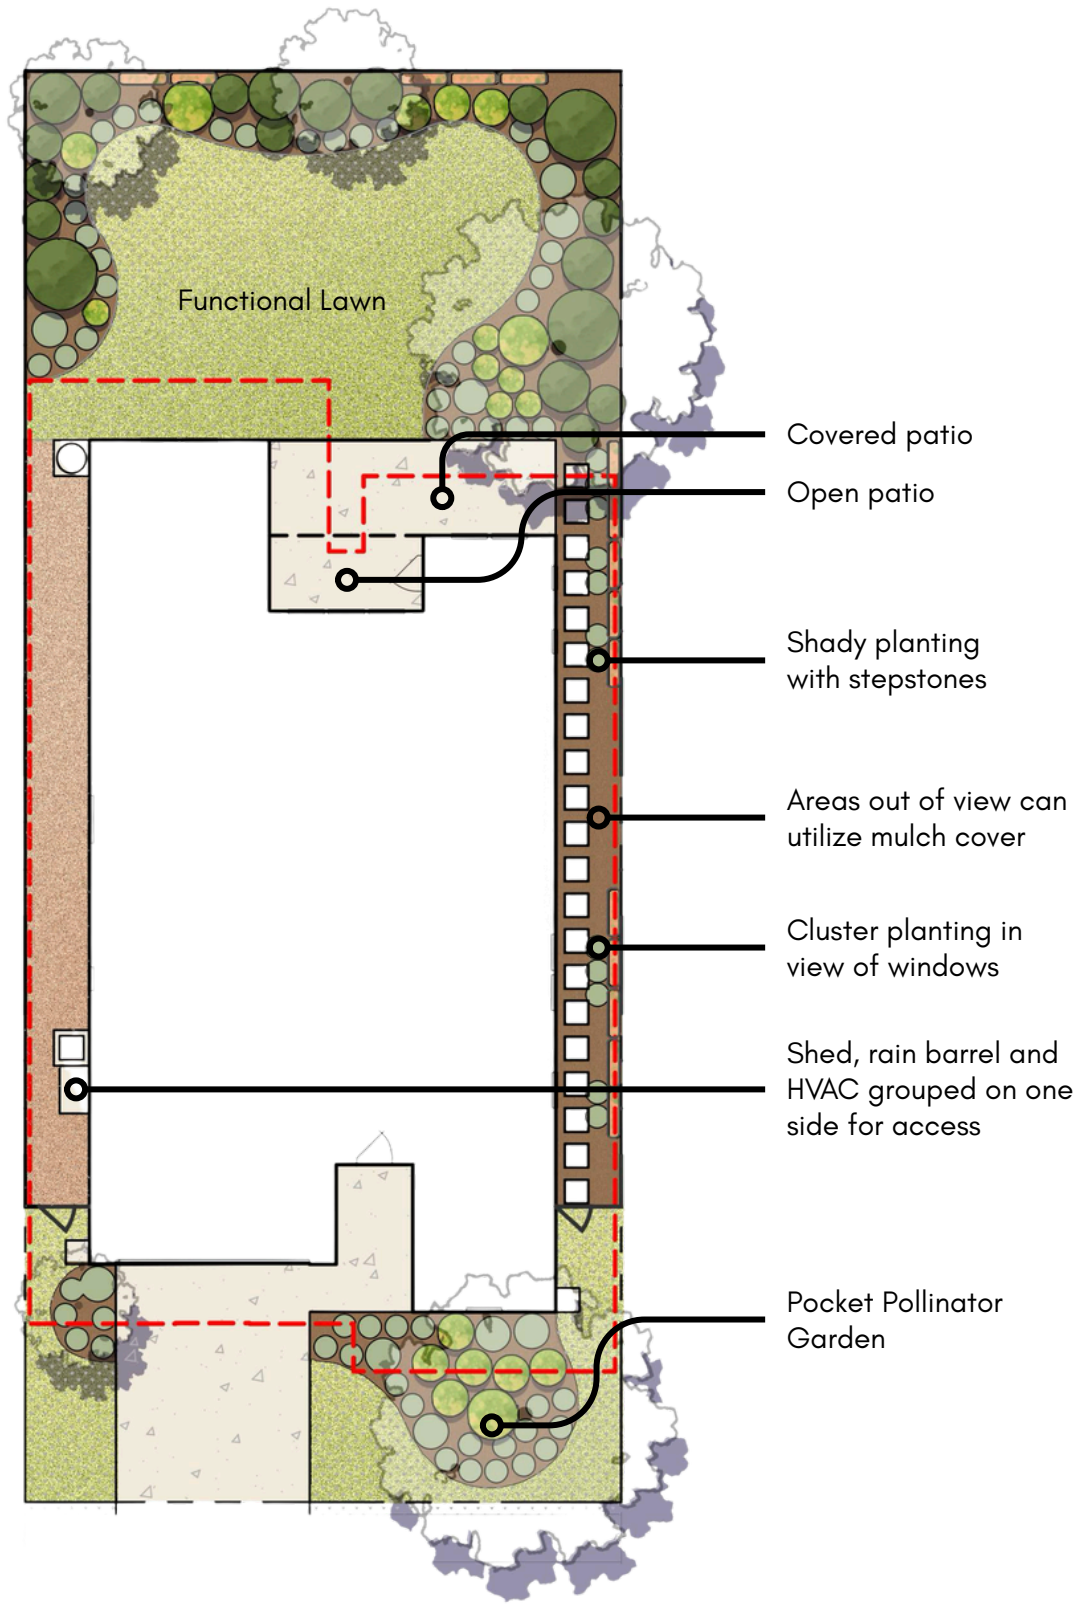 Functional Lawn
Covered patio
Open patio
Shady planting
with stepstones
Areas out of view can
utilize mulch cover
Cluster planting in
view of windows
Shed, rain barrel and
HVAC grouped on one
side for access
Pocket Pollinator
Garden